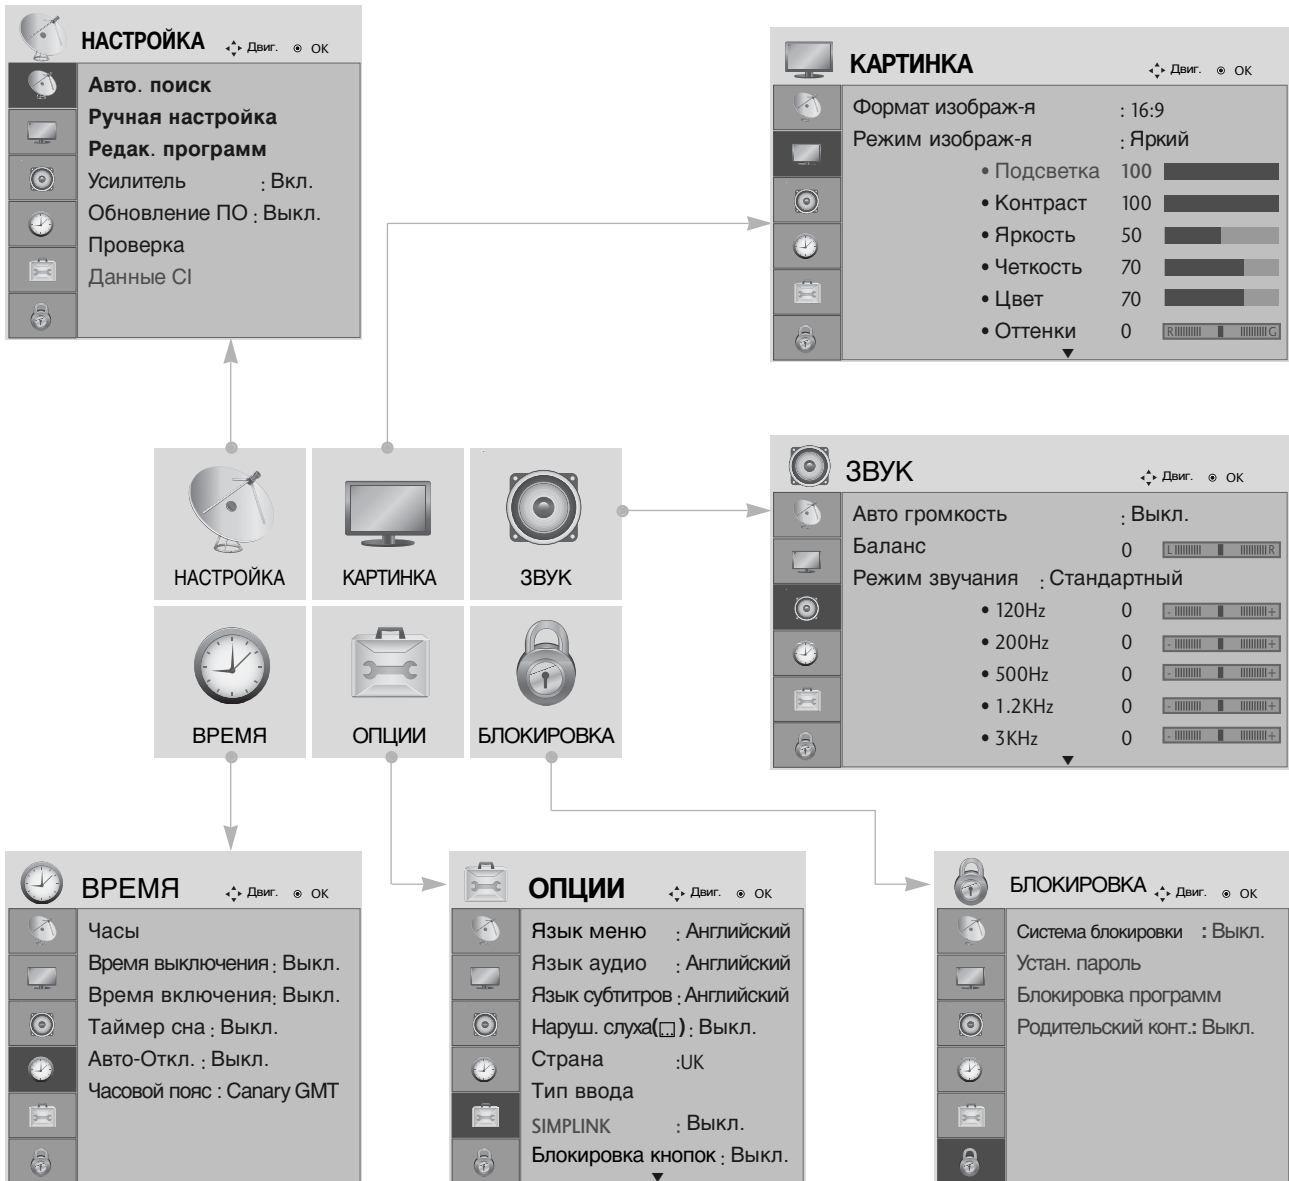 НАСТРОЙКА Двиг. OK
Авто. поиск
Ручная настройка
Редак. программ
Усилитель : Вкл.
Обновление ПО : Выкл.
Проверка
Данные CI
КАРТИНКА Двиг. OK
Формат изображ-я : 16:9
Режим изображ-я : Яркий
• Подсветка 100
• Контраст 100
• Яркость 50
• Четкость 70
• Цвет 70
• Оттенки 0 R G
НАСТРОЙКА
КАРТИНКА
ЗВУК
ВРЕМЯ
ОПЦИИ
БЛОКИРОВКА
ЗВУК Двиг. OK
Авто громкость : Выкл.
Баланс 0 L R
Режим звучания : Стандартный
• 120Hz 0 - +
• 200Hz 0 - +
• 500Hz 0 - +
• 1.2KHz 0 - +
• 3KHz 0 - +
ВРЕМЯ Двиг. OK
Часы
Время выключения : Выкл.
Время включения : Выкл.
Таймер сна : Выкл.
Авто-Откл. : Выкл.
Часовой пояс : Canary GMT
ОПЦИИ Двиг. OK
Язык меню : Английский
Язык аудио : Английский
Язык субтитров : Английский
Наруш. слуха( ) : Выкл.
Страна :UK
Тип ввода
SIMPLINK : Выкл.
Блокировка кнопок : Выкл.
БЛОКИРОВКА Двиг. OK
Система блокировки : Выкл.
Устан. пароль
Блокировка программ
Родительский конт.: Выкл.